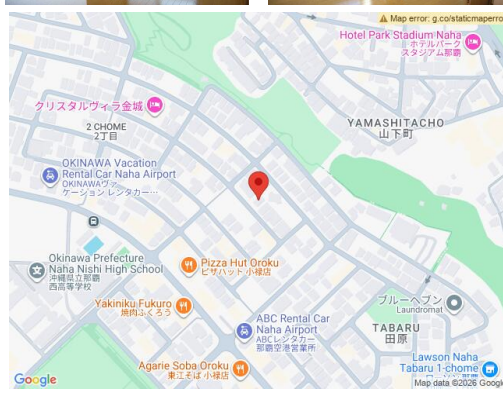 Map error: g.co/staticmaperro
Hotel Park Stadium Naha
ホテルパーク
スタジアム那覇
クリスタルヴィラ金城
YAMASHITACHO
山下町
2 CHOME
2丁目
OKINAWA Vacation
Rental Car Naha Airport
OKINAWAヴァ
ケーション レンタカー…
Okinawa Prefecture
Naha Nishi High School
沖縄県立那覇
西高等学校
Pizza Hut Oroku
ピザハット 小禄店
Yakiniku Fukuro
焼肉ふくろう
ブルーヘブン
Laundromat
ABC Rental Car
Naha Airport
ABCレンタカー
那覇空港営業所
TABARU
田原
Agarie Soba Oroku
東江そば 小禄店
Lawson Naha
Tabaru 1-chome
Google
Map data ©2026 Google